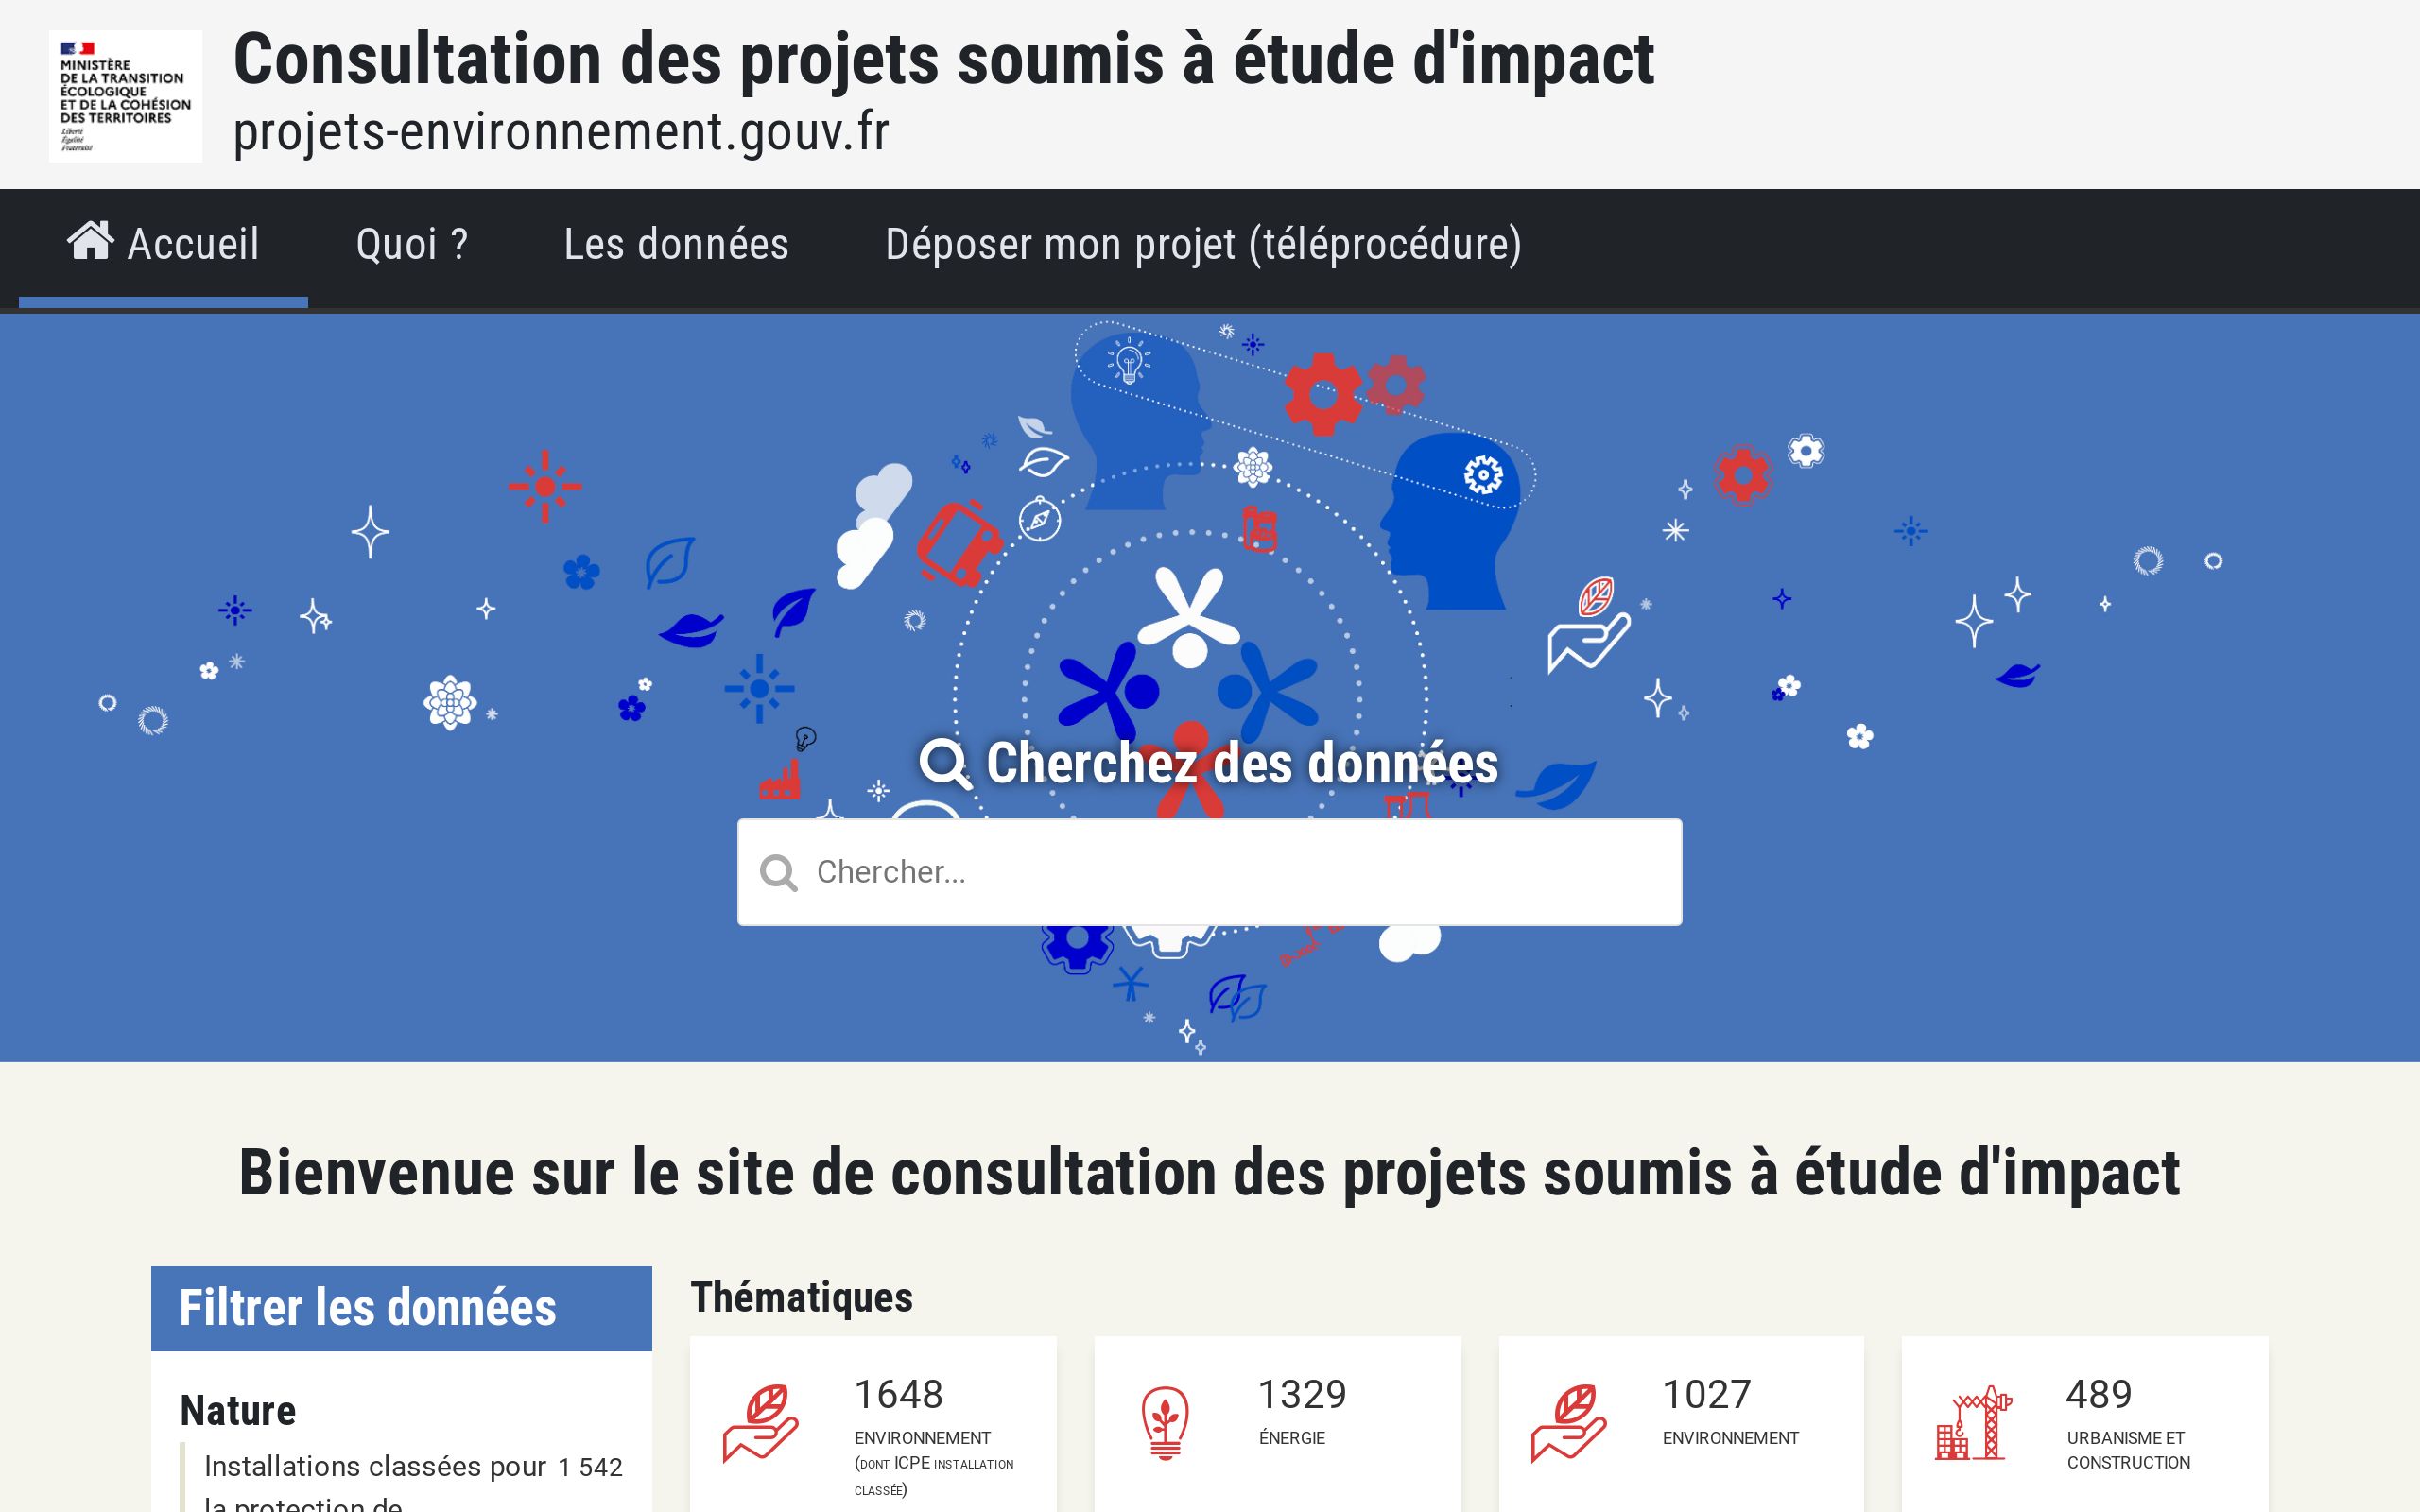 MINISTÈRE
DE LA TRANSITION
ÉCOLOGIQUE
ET DE LA COHÉSION
DES TERRITOIRES
Liberté
Égalité
Fraternité
Consultation des projets soumis à étude d'impact
projets-environnement.gouv.fr
Accueil Quoi ? Les données Déposer mon projet (téléprocédure)
Cherchez des données
Chercher...
Bienvenue sur le site de consultation des projets soumis à étude d'impact
Filtrer les données
Nature
Installations classées pour 1 542
la protection de
Thématiques
1648
ENVIRONNEMENT
(DONT ICPE INSTALLATION
CLASSÉE)
1329
ÉNERGIE
1027
ENVIRONNEMENT
489
URBANISME ET
CONSTRUCTION